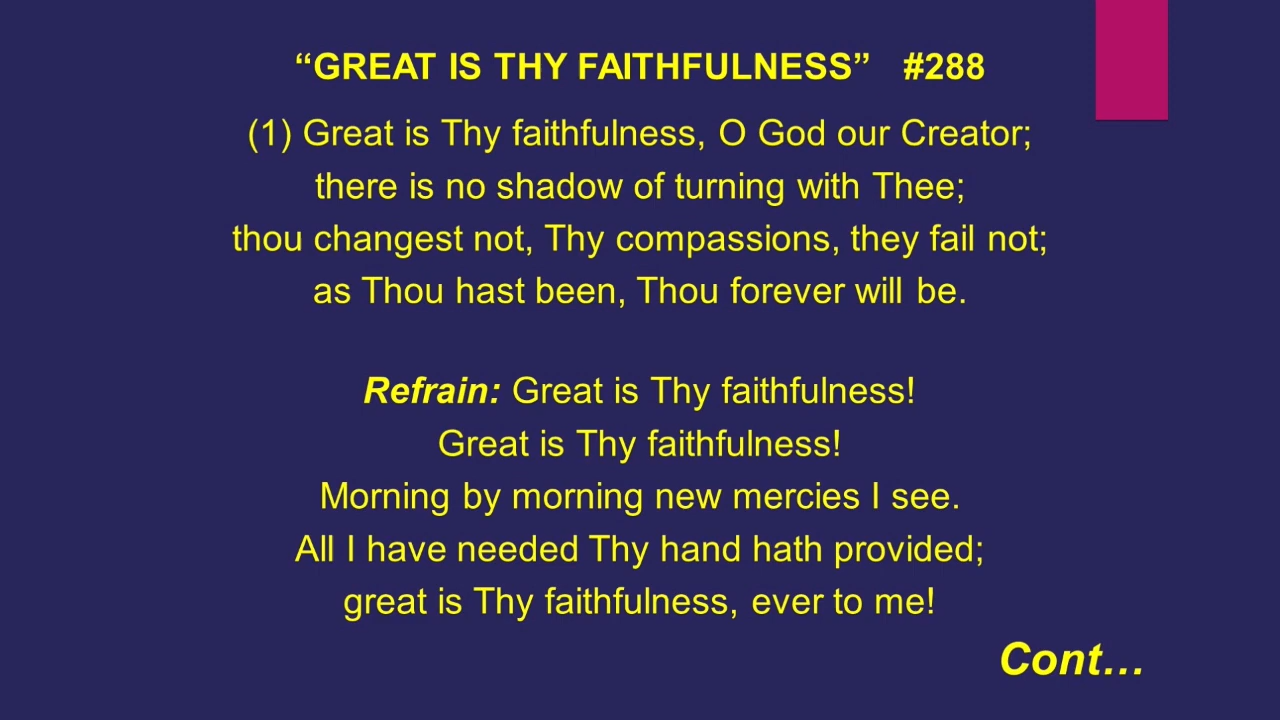 “GREAT IS THY FAITHFULNESS” #288
(1) Great is Thy faithfulness, O God our Creator;
there is no shadow of turning with Thee;
thou changest not, Thy compassions, they fail not;
as Thou hast been, Thou forever will be.
Refrain: Great is Thy faithfulness!
Great is Thy faithfulness!
Morning by morning new mercies I see.
All I have needed Thy hand hath provided;
great is Thy faithfulness, ever to me!
Cont…